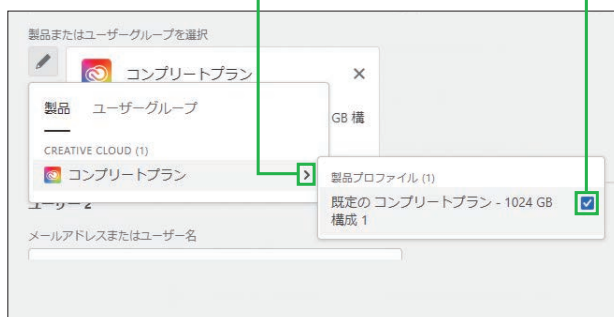 製品またはユーザーグループを選択
コンプリートプラン
GB 構
製品 ユーザーグループ
CREATIVE CLOUD (1)
コンプリートプラン
製品プロファイル (1)
既定の コンプリートプラン - 1024 GB
構成 1
ユーザー 2
メールアドレスまたはユーザー名